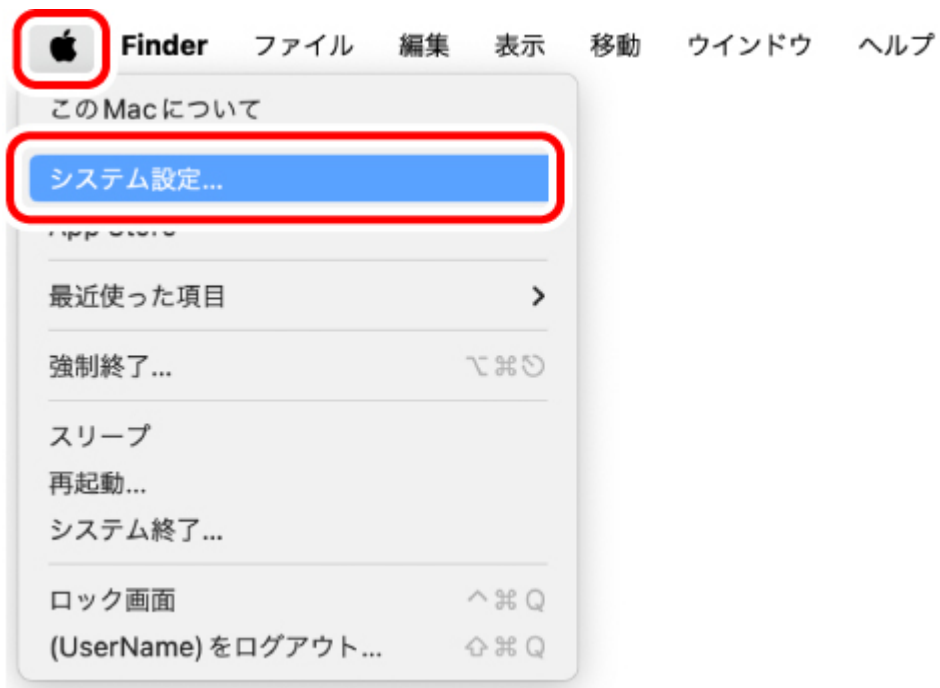 Finder ファイル 編集 表示 移動 ウインドウ ヘルプ
このMacについて
システム設定...
App Store
最近使った項目
強制終了... ⌥⌘⎋
スリープ
再起動...
システム終了...
ロック画面 ^⌘Q
(UserName)をログアウト... ⇧⌘Q